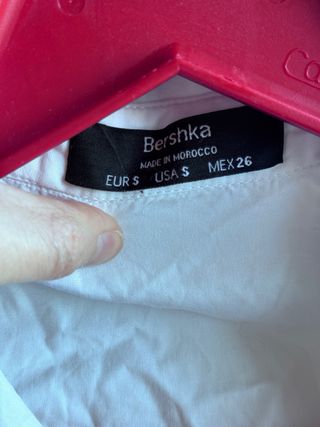 Bershka
MADE IN MOROCCO
EUR S USA S MEX 26